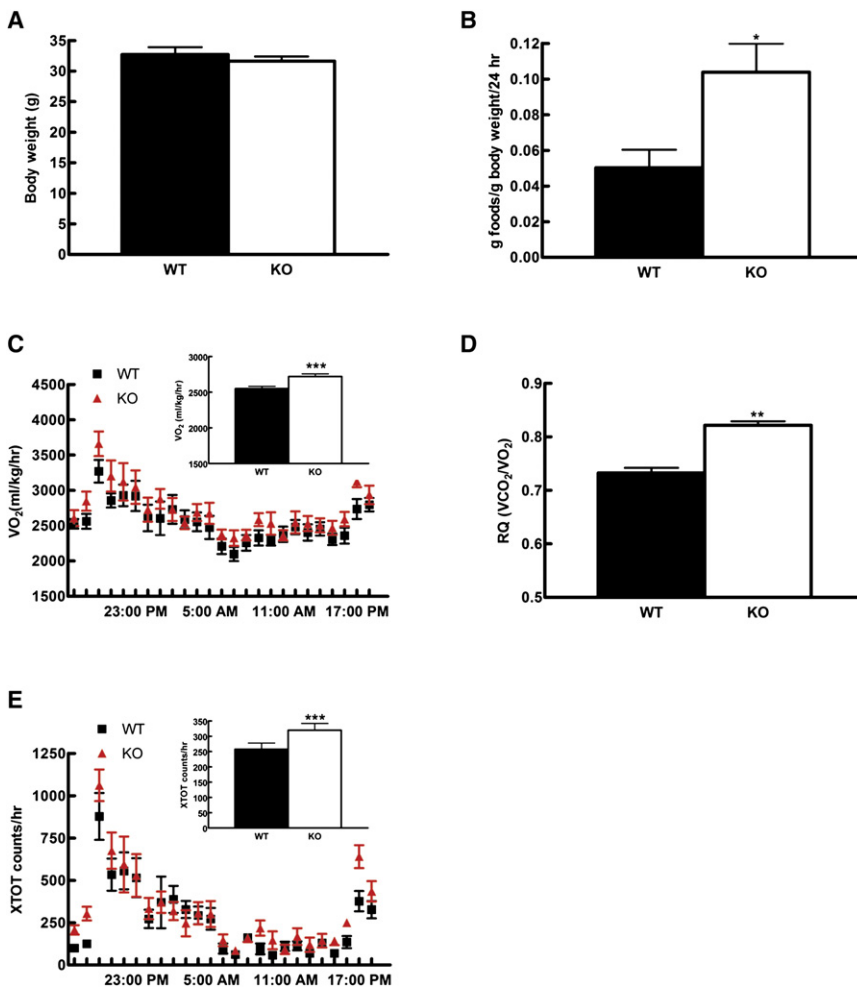 A
Body weight (g)
35
30
25
20
15
10
5
0
WT
KO
B
g foods/g body weight/24 hr
0.12
0.10
0.08
0.06
0.04
0.02
0.00
*
WT
KO
C
WT
KO
VO₂(ml/kg/hr)
4500
4000
3500
3000
2500
2000
1500
23:00 PM 5:00 AM 11:00 AM 17:00 PM
VO₂ (ml/kg/hr)
3000
2500
2000
1500
***
WT
KO
D
RQ (VCO₂/VO₂)
0.9
0.8
0.7
0.6
0.5
**
WT
KO
E
WT
KO
XTOT counts/hr
1250
1000
750
500
250
0
23:00 PM 5:00 AM 11:00 AM 17:00 PM
XTOT counts/hr
350
300
250
200
150
100
50
0
***
WT
KO